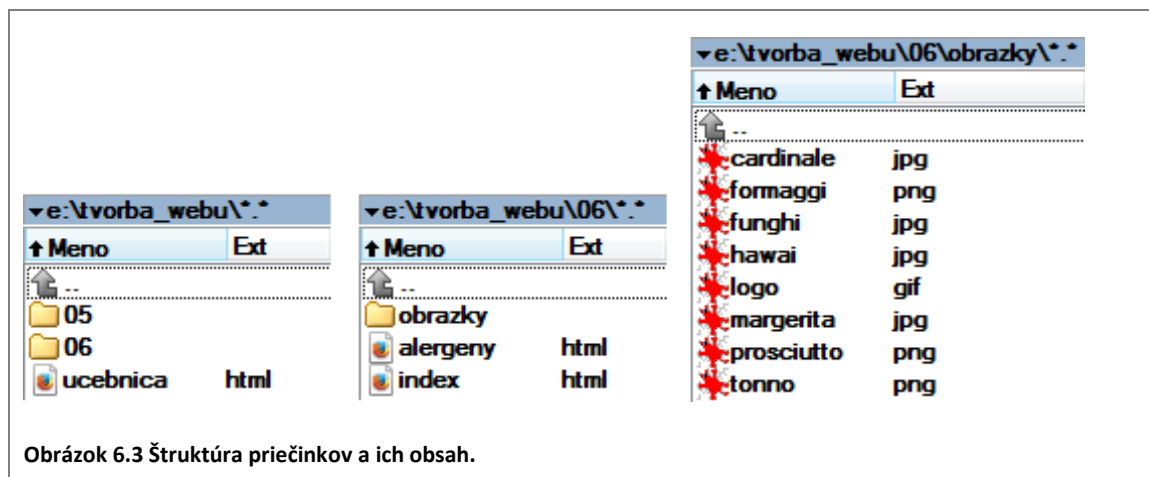 e:\tvorba_webu\*.*
Meno Ext
..
05
06
ucebnica html
e:\tvorba_webu\06\*.*
Meno Ext
..
obrazky
alergeny html
index html
e:\tvorba_webu\06\obrazky\*.*
Meno Ext
..
cardinale jpg
formaggi png
funghi jpg
hawai jpg
logo gif
margerita jpg
prosciutto png
tonno png
Obrázok 6.3 Štruktúra priečinkov a ich obsah.